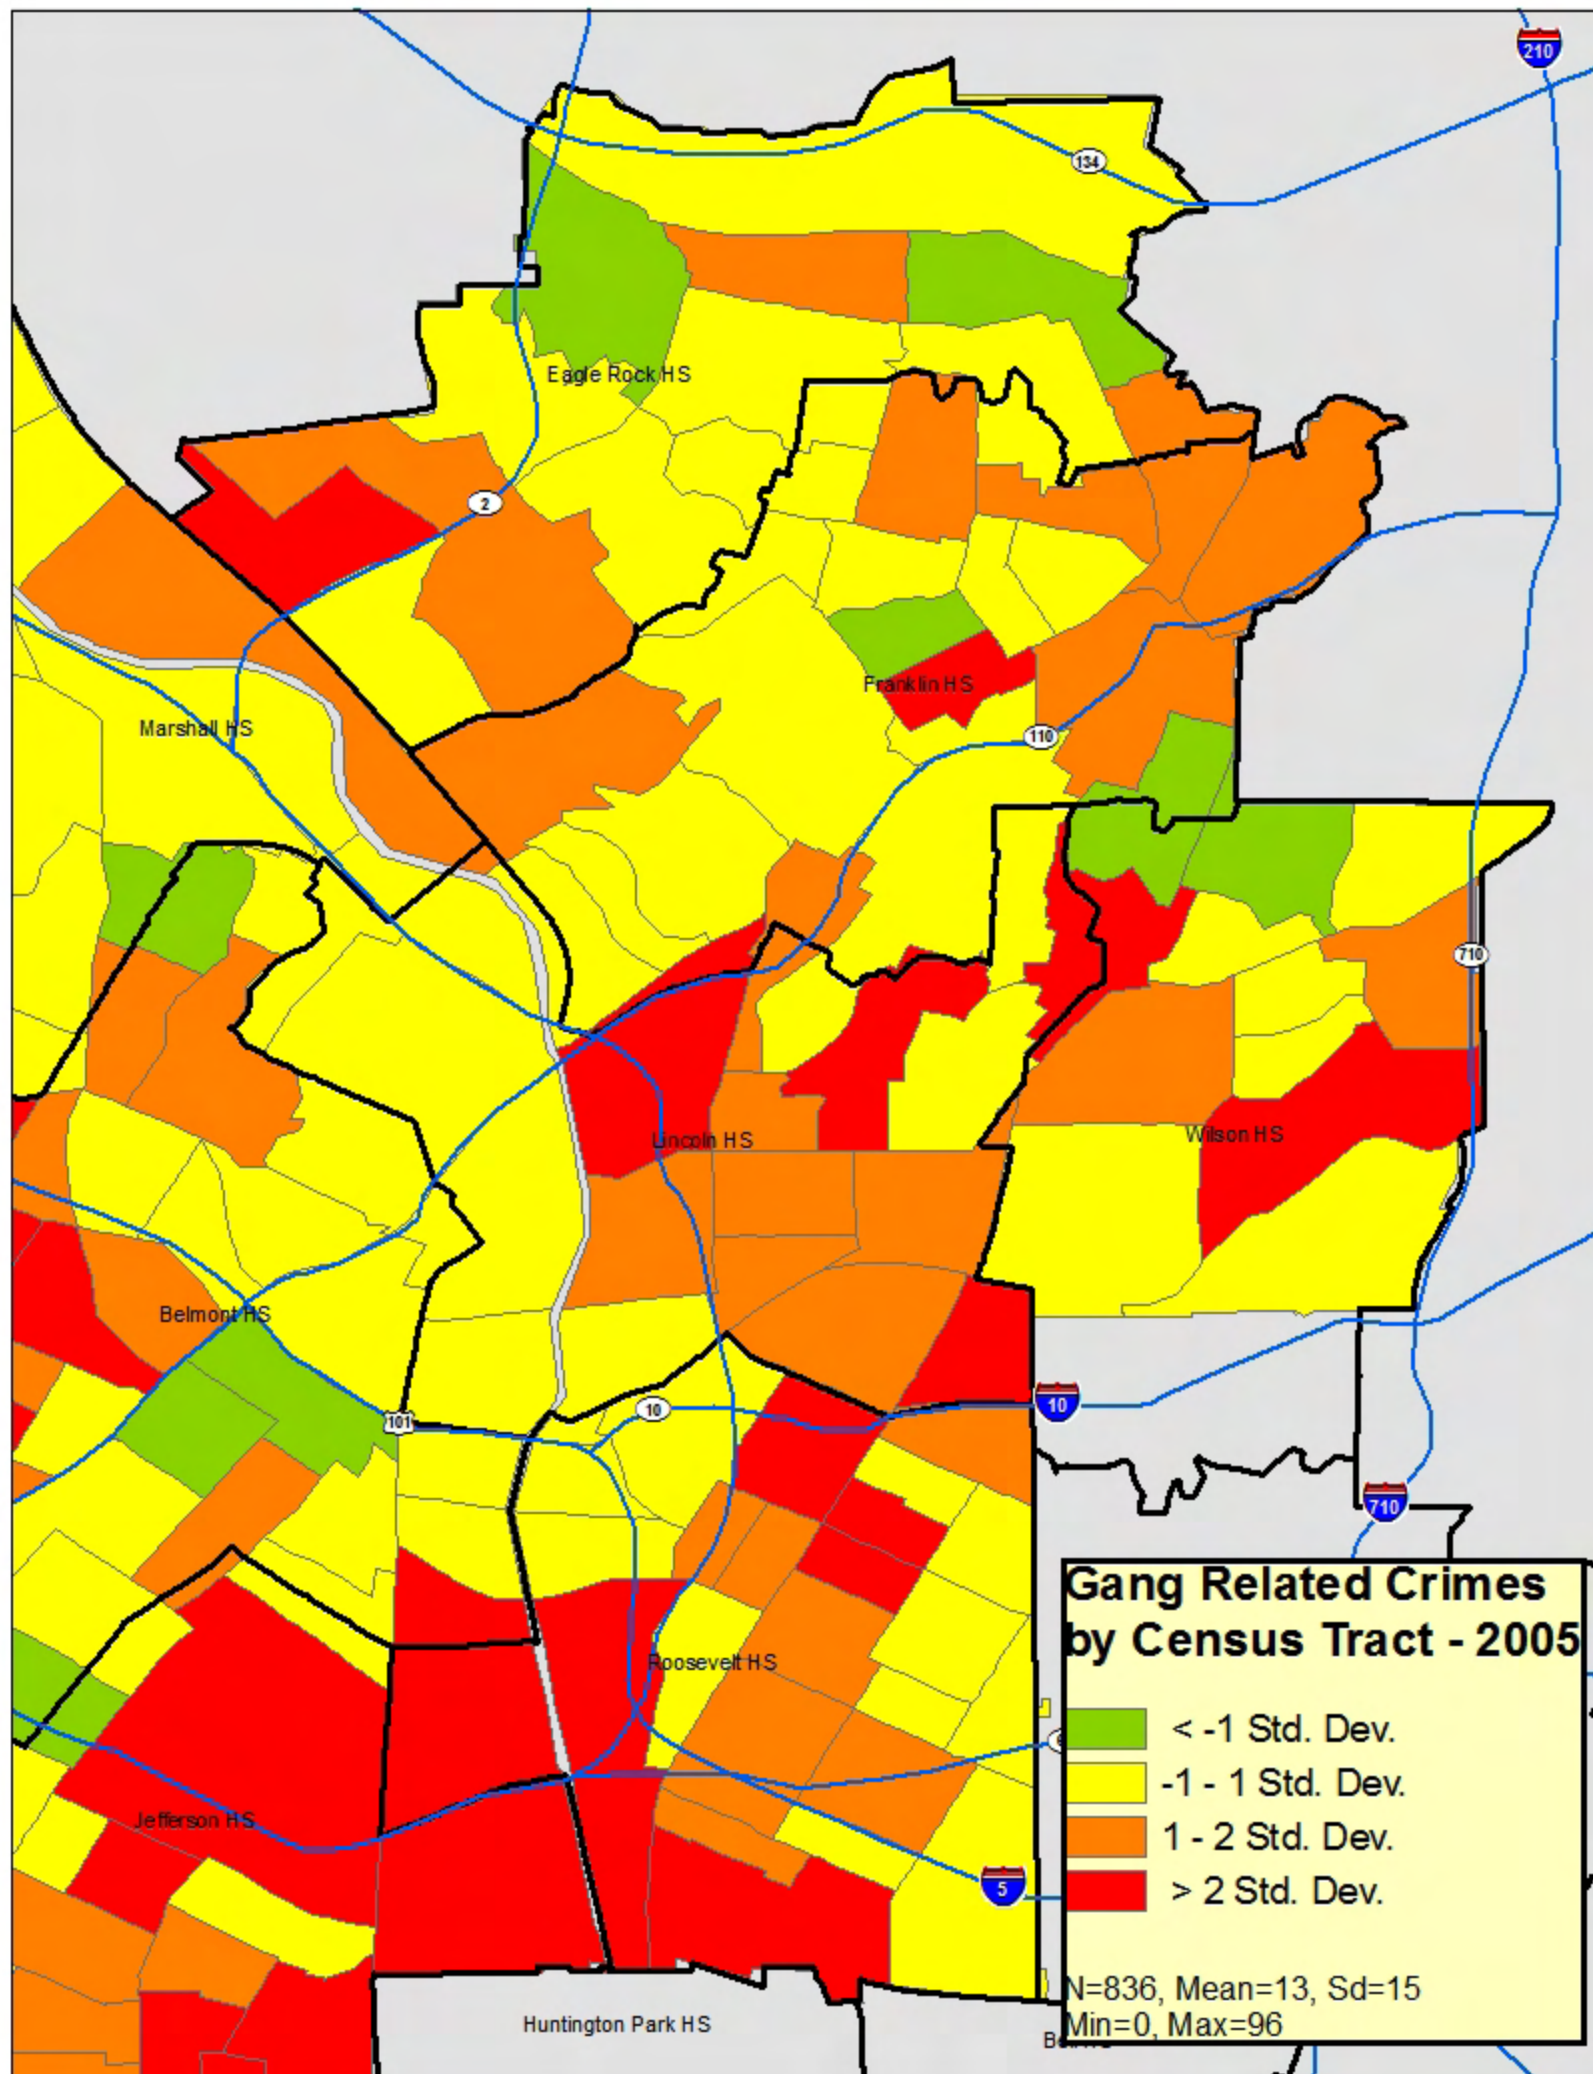 210
134
Eagle Rock HS
2
Franklin HS
Marshall HS
110
710
Lincoln HS
Wilson HS
Belmont HS
10
10
101
710
Gang Related Crimes
by Census Tract - 2005
Roosevelt HS
< -1 Std. Dev.
-1 - 1 Std. Dev.
1 - 2 Std. Dev.
> 2 Std. Dev.
Jefferson HS
5
N=836, Mean=13, Sd=15
Min=0, Max=96
Huntington Park HS